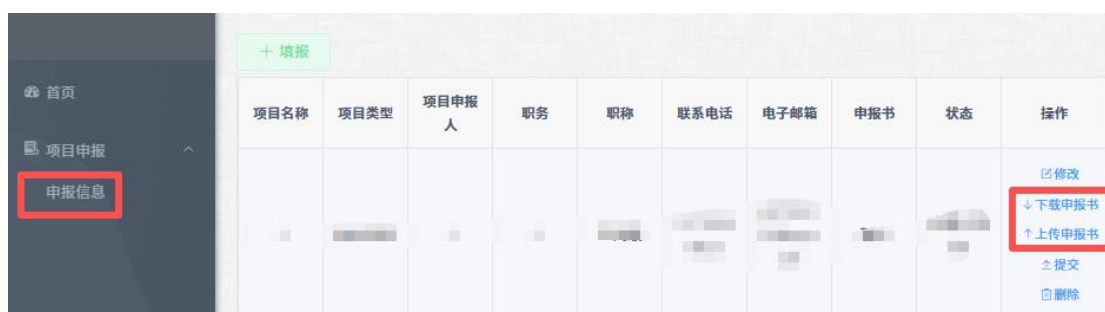 + 填报
首页
项目申报
申报信息
项目名称 项目类型 项目申报人 职务 职称 联系电话 电子邮箱 申报书 状态 操作
修改
↓下载申报书
↑上传申报书
提交
删除